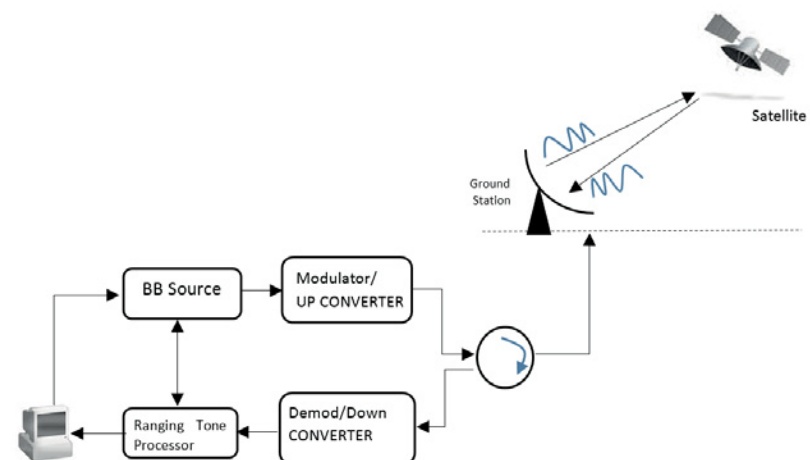 Satellite
Ground
Station
BB Source
Modulator/
UP CONVERTER
Ranging Tone
Processor
Demod/Down
CONVERTER